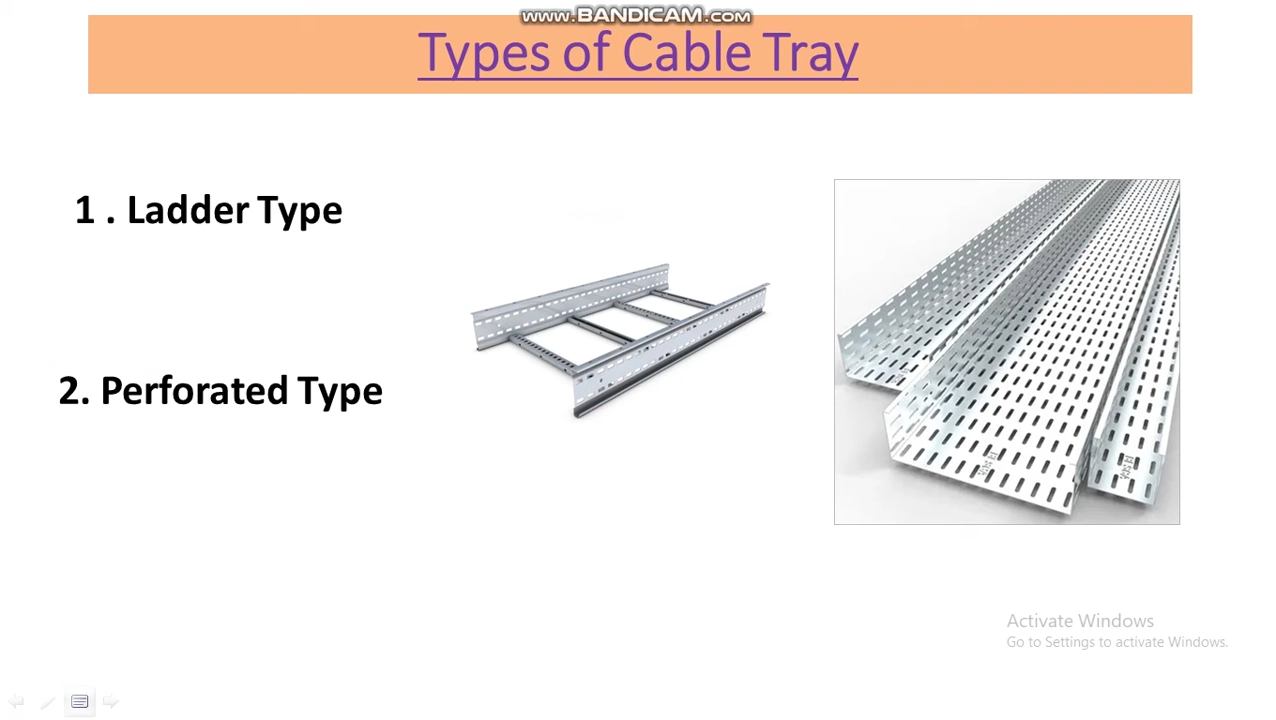 www.BANDICAM.com
Types of Cable Tray
1 . Ladder Type
2. Perforated Type
Activate Windows
Go to Settings to activate Windows.